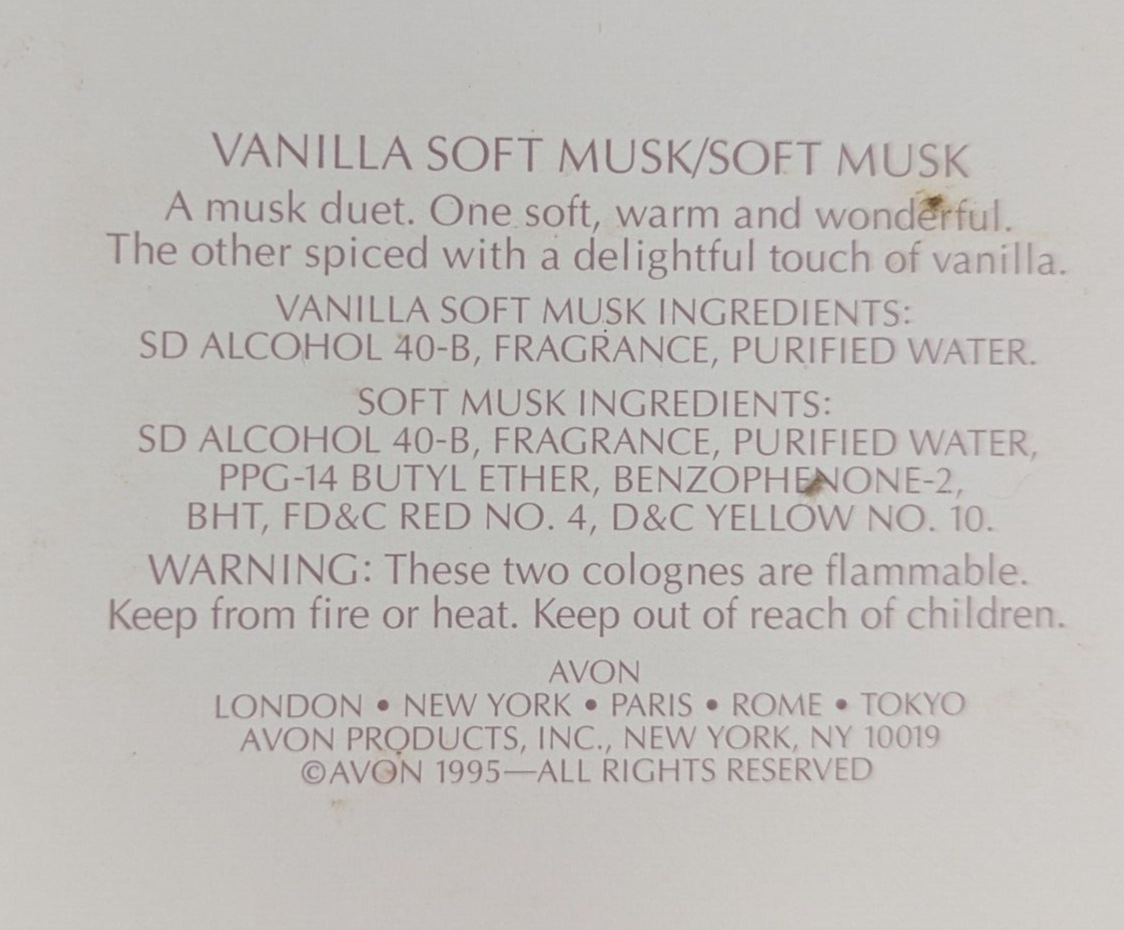 VANILLA SOFT MUSK/SOFT MUSK
A musk duet. One soft, warm and wonderful.
The other spiced with a delightful touch of vanilla.
VANILLA SOFT MUSK INGREDIENTS:
SD ALCOHOL 40-B, FRAGRANCE, PURIFIED WATER.
SOFT MUSK INGREDIENTS:
SD ALCOHOL 40-B, FRAGRANCE, PURIFIED WATER,
PPG-14 BUTYL ETHER, BENZOPHENONE-2,
BHT, FD&C RED NO. 4, D&C YELLOW NO. 10.
WARNING: These two colognes are flammable.
Keep from fire or heat. Keep out of reach of children.
AVON
LONDON • NEW YORK • PARIS • ROME • TOKYO
AVON PRODUCTS, INC., NEW YORK, NY 10019
©AVON 1995—ALL RIGHTS RESERVED